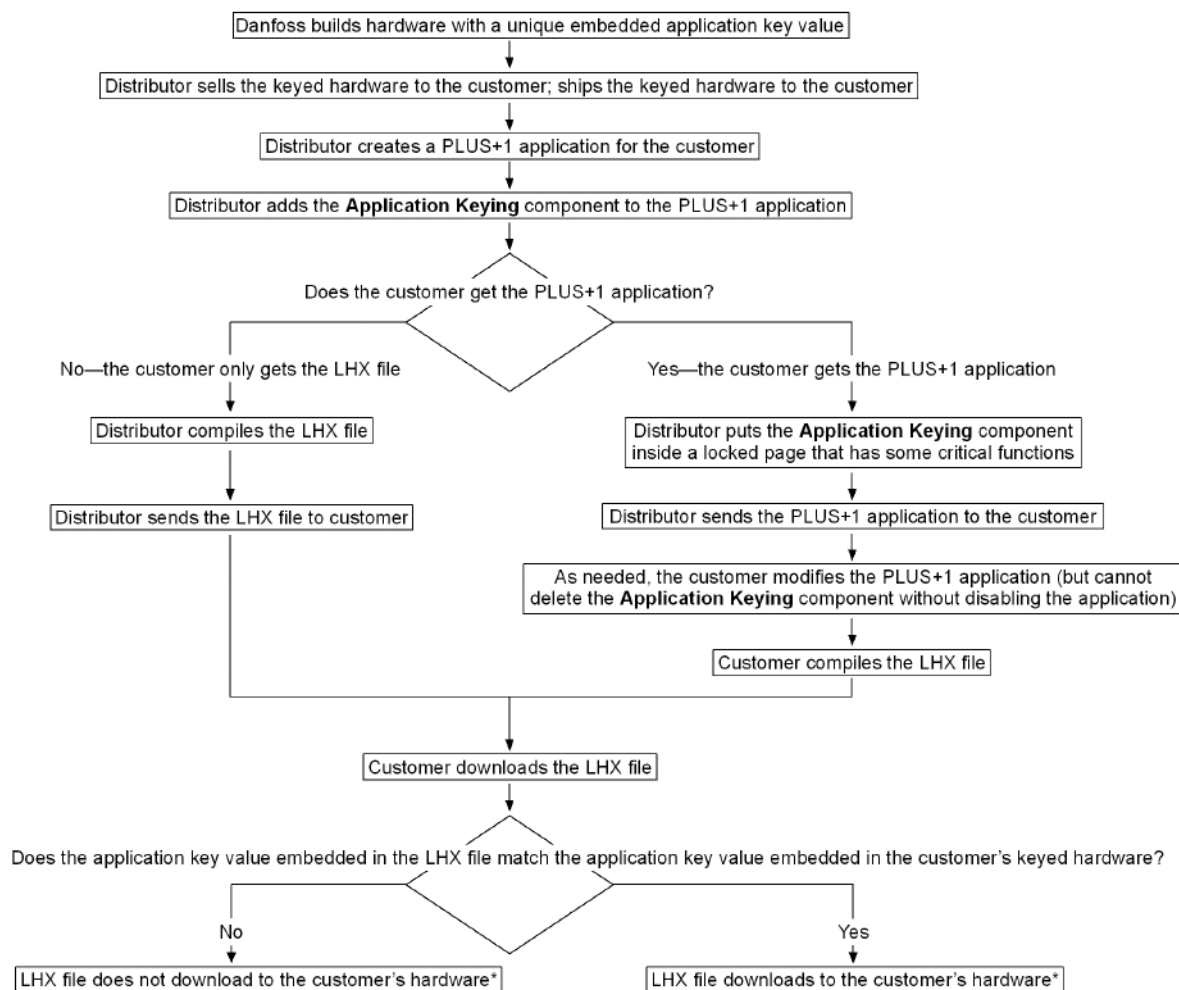 Danfoss builds hardware with a unique embedded application key value
Distributor sells the keyed hardware to the customer; ships the keyed hardware to the customer
Distributor creates a PLUS+1 application for the customer
Distributor adds the Application Keying component to the PLUS+1 application
Does the customer get the PLUS+1 application?
No—the customer only gets the LHX file
Distributor compiles the LHX file
Distributor sends the LHX file to customer
Yes—the customer gets the PLUS+1 application
Distributor puts the Application Keying component
inside a locked page that has some critical functions
Distributor sends the PLUS+1 application to the customer
As needed, the customer modifies the PLUS+1 application (but cannot
delete the Application Keying component without disabling the application)
Customer compiles the LHX file
Customer downloads the LHX file
Does the application key value embedded in the LHX file match the application key value embedded in the customer's keyed hardware?
No
LHX file does not download to the customer's hardware*
Yes
LHX file downloads to the customer's hardware*